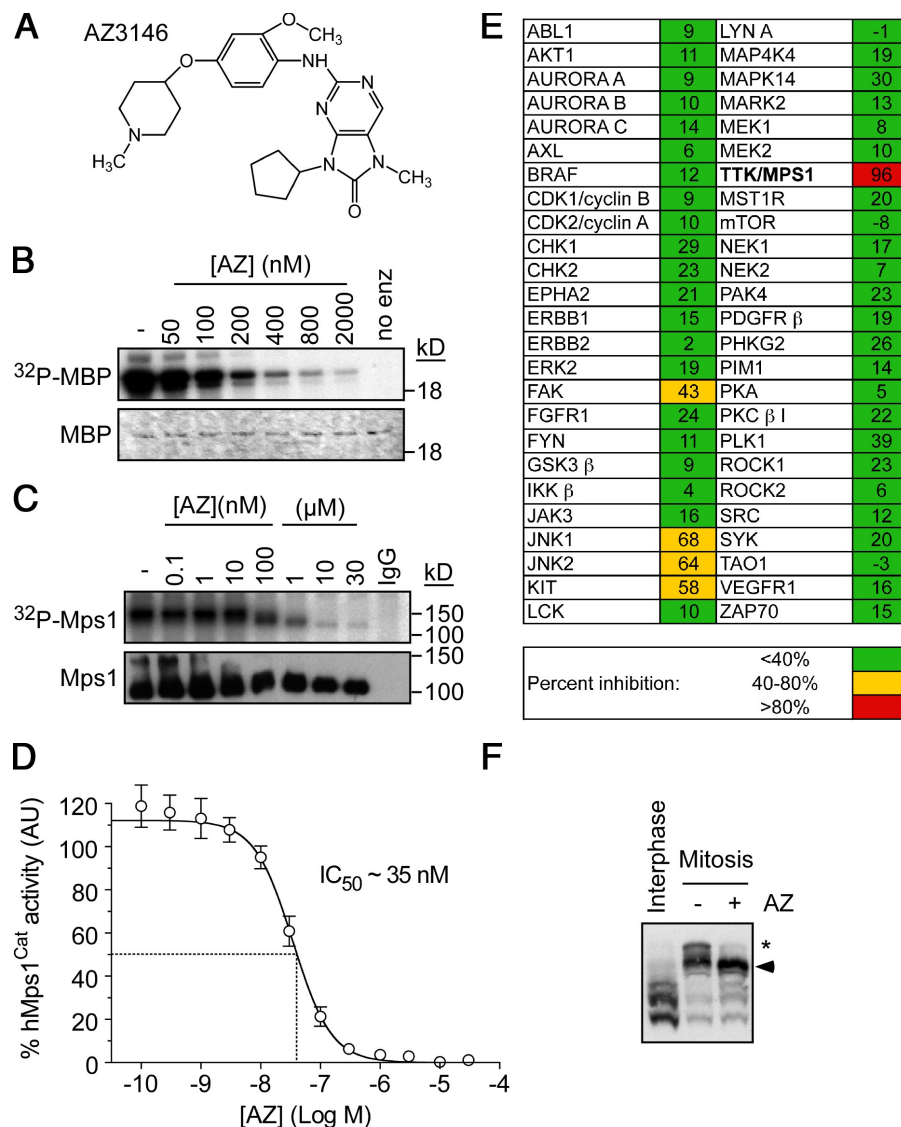 A
AZ3146
O
CH₃
O
NH
N
N
N
N
N
CH₃
O
N
H₃C
B
[AZ] (nM)
- 50 100 200 400 800 2000 no enz
kD
³²P-MBP
18
MBP
18
C
[AZ](nM) (µM)
- 0.1 1 10 100 1 10 30 IgG
kD
³²P-Mps1
150
100
Mps1
150
100
D
% hMps1^Cat activity (AU)
120
100
80
60
40
20
0
IC₅₀ ~ 35 nM
-10 -9 -8 -7 -6 -5 -4
[AZ] (Log M)
E
ABL1 9 LYN A -1
AKT1 11 MAP4K4 19
AURORA A 9 MAPK14 30
AURORA B 10 MARK2 13
AURORA C 14 MEK1 8
AXL 6 MEK2 10
BRAF 12 TTK/MPS1 96
CDK1/cyclin B 9 MST1R 20
CDK2/cyclin A 10 mTOR -8
CHK1 29 NEK1 17
CHK2 23 NEK2 7
EPHA2 21 PAK4 23
ERBB1 15 PDGFR β 19
ERBB2 2 PHKG2 26
ERK2 19 PIM1 14
FAK 43 PKA 5
FGFR1 24 PKC β I 22
FYN 11 PLK1 39
GSK3 β 9 ROCK1 23
IKK β 4 ROCK2 6
JAK3 16 SRC 12
JNK1 68 SYK 20
JNK2 64 TAO1 -3
KIT 58 VEGFR1 16
LCK 10 ZAP70 15
<40%
Percent inhibition: 40-80%
>80%
F
Interphase
Mitosis
- + AZ
*